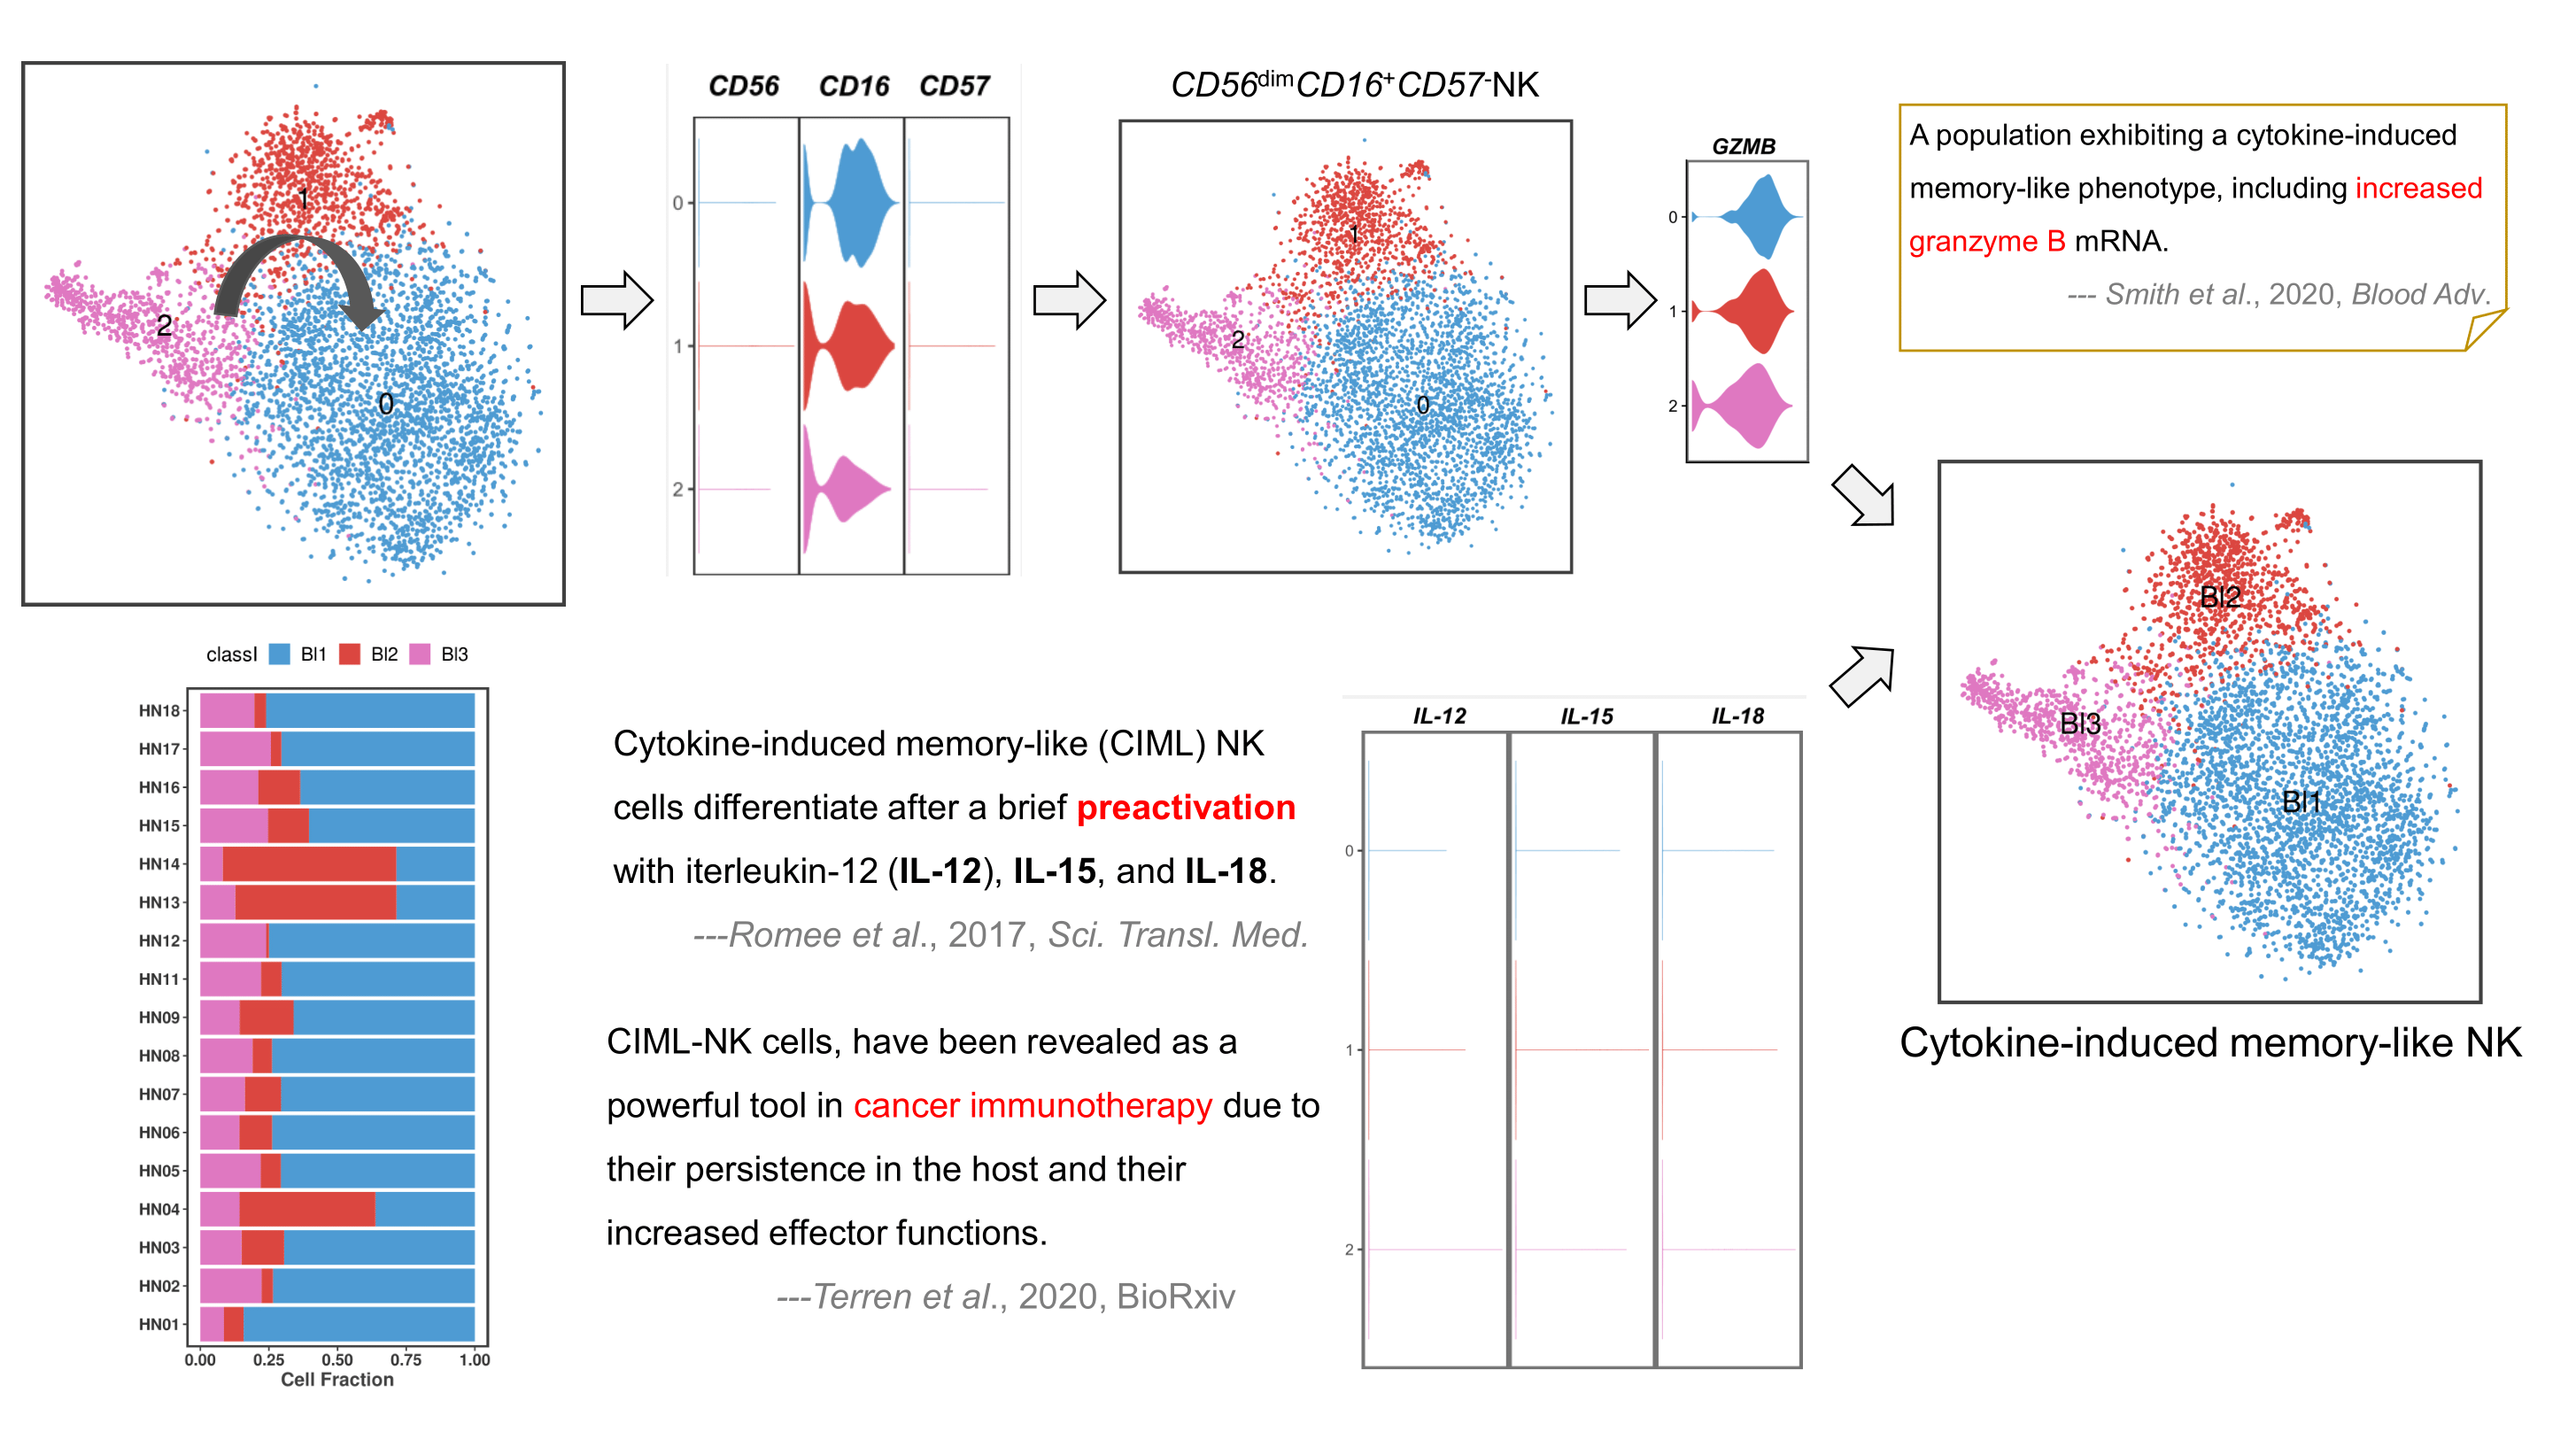 1
2
0
CD56 CD16 CD57
0
1
2
CD56dimCD16+CD57-NK
1
2
0
GZMB
0
1
2
A population exhibiting a cytokine-induced
memory-like phenotype, including increased
granzyme B mRNA.
--- Smith et al., 2020, Blood Adv.
classI BI1 BI2 BI3
HN18
HN17
HN16
HN15
HN14
HN13
HN12
HN11
HN09
HN08
HN07
HN06
HN05
HN04
HN03
HN02
HN01
0.00 0.25 0.50 0.75 1.00
Cell Fraction
Cytokine-induced memory-like (CIML) NK
cells differentiate after a brief preactivation
with iterleukin-12 (IL-12), IL-15, and IL-18.
---Romee et al., 2017, Sci. Transl. Med.
CIML-NK cells, have been revealed as a
powerful tool in cancer immunotherapy due to
their persistence in the host and their
increased effector functions.
---Terren et al., 2020, BioRxiv
IL-12 IL-15 IL-18
0
1
2
BI2
BI3
BI1
Cytokine-induced memory-like NK